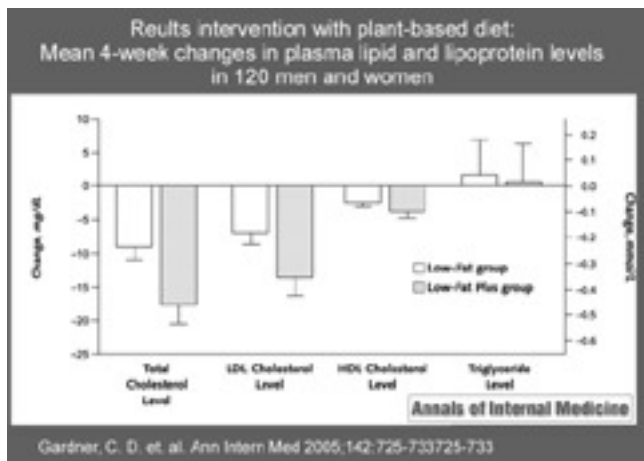 Reults intervention with plant-based diet:
Mean 4-week changes in plasma lipid and lipoprotein levels
in 120 men and women
10
5
0
-5
-10
-15
-20
-25
Change, mg/dL
0.2
0.1
0.0
-0.1
-0.2
-0.3
-0.4
-0.5
-0.6
Change, mmol/L
Low-Fat group
Low-Fat Plus group
Total
Cholesterol
Level
LDL Cholesterol
Level
HDL Cholesterol
Level
Triglyceride
Level
Annals of Internal Medicine
Gardner, C. D. et. al. Ann Intern Med 2005;142:725-733725-733